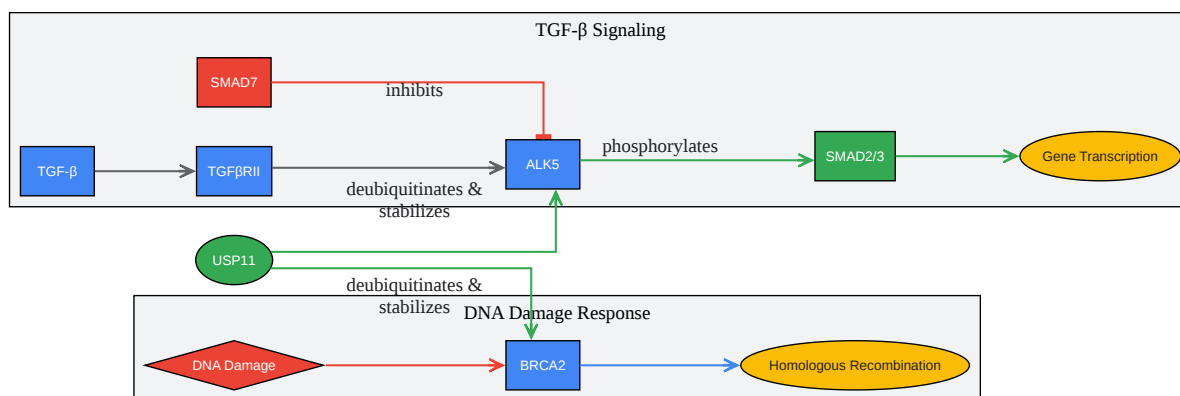 TGF-β Signaling
SMAD7
inhibits
TGF-β
TGFβRII
ALK5
phosphorylates
SMAD2/3
Gene Transcription
deubiquitinates &
stabilizes
USP11
deubiquitinates &
stabilizes
DNA Damage Response
DNA Damage
BRCA2
Homologous Recombination